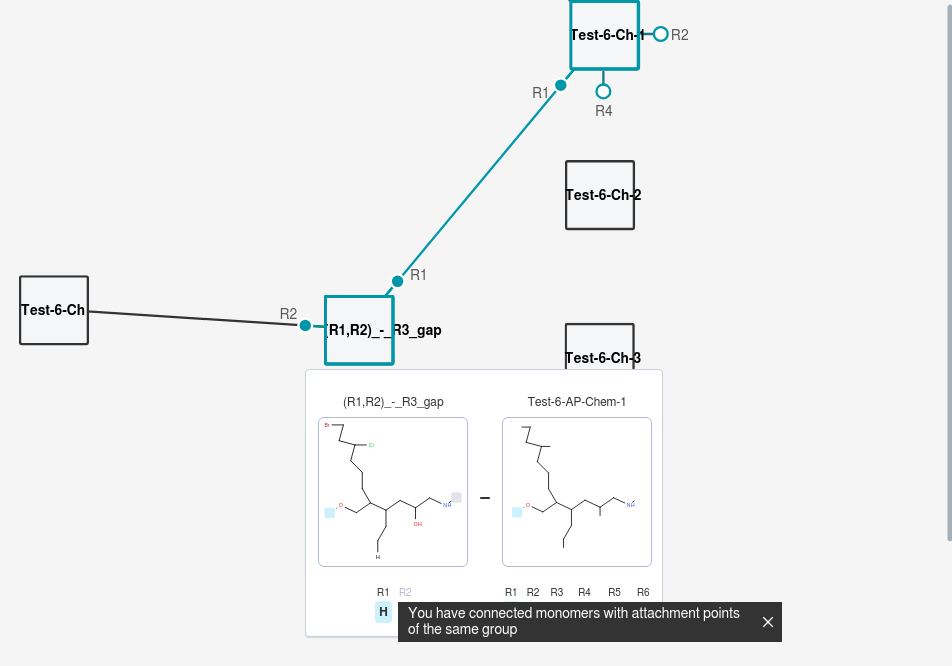 Test-6-Ch-1
R2
R1
R4
Test-6-Ch-2
R1
Test-6-Ch
R2
(R1,R2)_-_R3_gap
Test-6-Ch-3
(R1,R2)_-_R3_gap
Test-6-AP-Chem-1
Br
Cl
O
NH
OH
H
O
NH
R1 R2
R1 R2 R3 R4 R5 R6
H
You have connected monomers with attachment points
of the same group